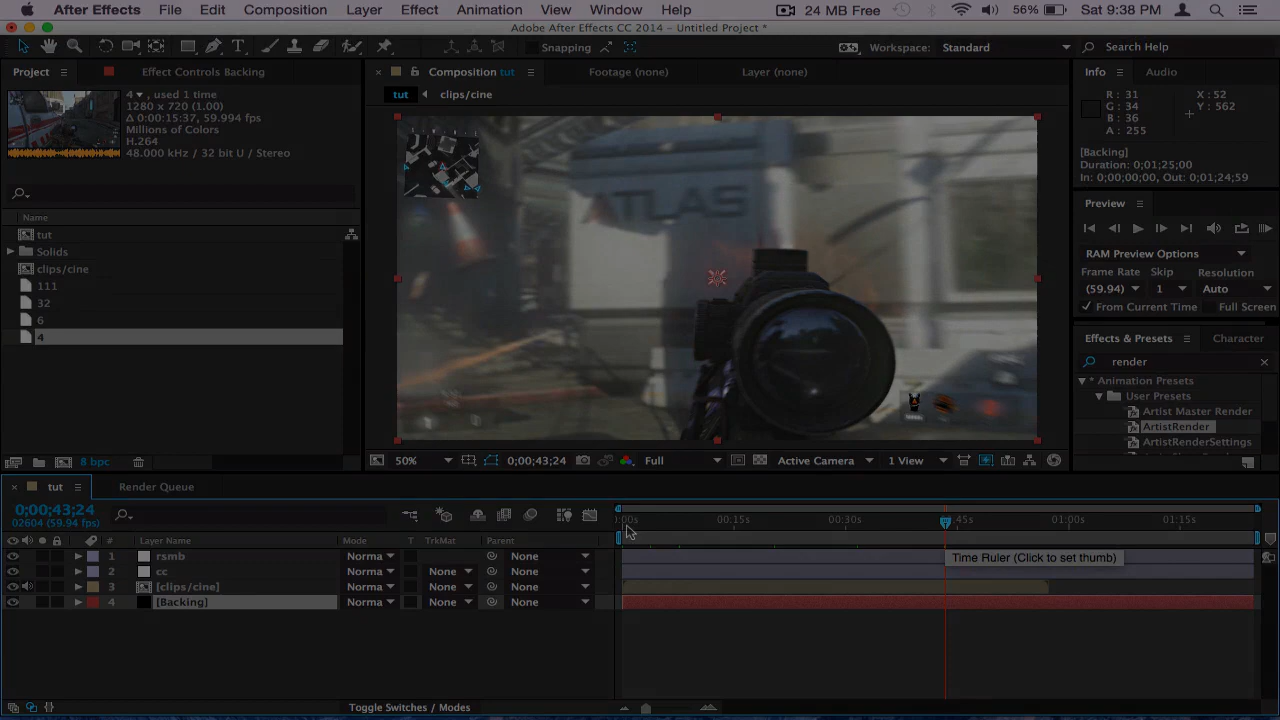 After Effects File Edit Composition Layer Effect Animation View Window Help 24 MB Free 56% Sat 9:38 PM
Adobe After Effects CC 2014 - Untitled Project *
Snapping Workspace: Standard Search Help
Project Effect Controls Backing Composition tut Footage (none) Layer (none) Info Audio
tut clips/cine
4 , used 1 time
1280 x 720 (1.00)
Δ 0:00:15:37, 59.994 fps
Millions of Colors
H.264
48.000 kHz / 32 bit U / Stereo
R : 31 X : 52
G : 34 Y : 562
B : 36
A : 255
[Backing]
Duration: 0;01;25;00
In: 0;00;00;00, Out: 0;01;24;59
ATLAS
Name
tut
Solids
clips/cine
111
32
6
4
Preview
RAM Preview Options
Frame Rate Skip Resolution
(59.94) 1 Auto
From Current Time Full Screen
Effects & Presets Character
render
* Animation Presets
User Presets
Artist Master Render
ArtistRender
ArtistRenderSettings
8 bpc 50% 0;00;43;24 Full Active Camera 1 View
tut Render Queue
0;00;43;24
02604 (59.94 fps)
:00s 00:15s 00:30s :45s 01:00s 01:15s
# Layer Name Mode T TrkMat Parent
1 rsmb Norma None
2 cc Norma None None
3 [clips/cine] Norma None None
4 [Backing] Norma None None
Time Ruler (Click to set thumb)
Toggle Switches / Modes